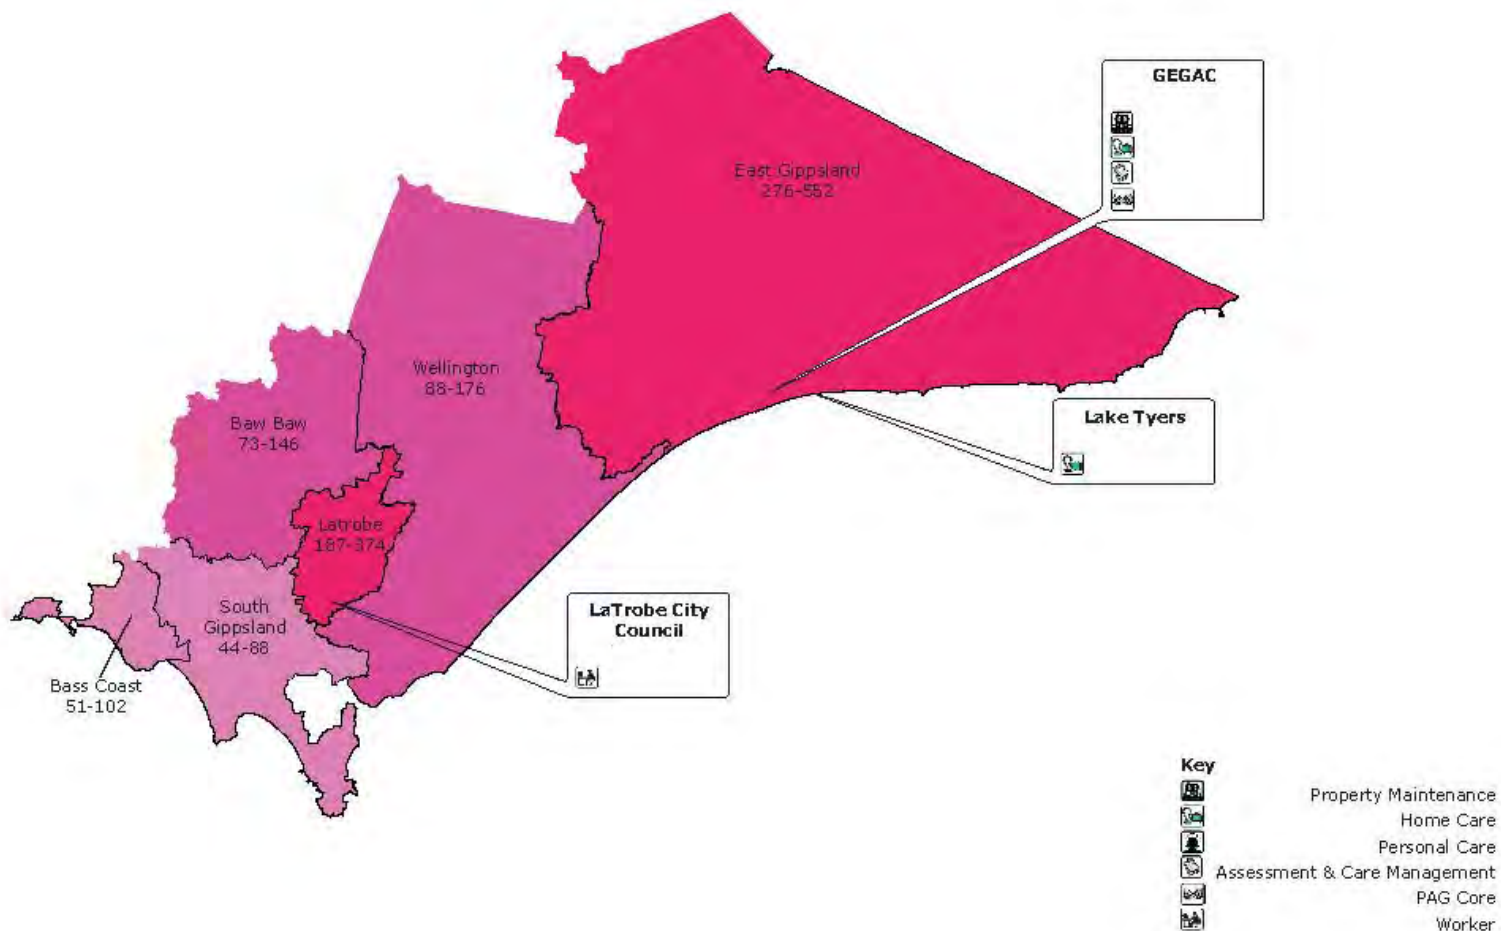 GEGAC
East Gippsland
276-552
Wellington
88-176
Lake Tyers
Baw Baw
73-146
Latrobe
187-374
South
Gippsland
44-88
LaTrobe City
Council
Bass Coast
51-102
Key
Property Maintenance
Home Care
Personal Care
Assessment & Care Management
PAG Core
Worker